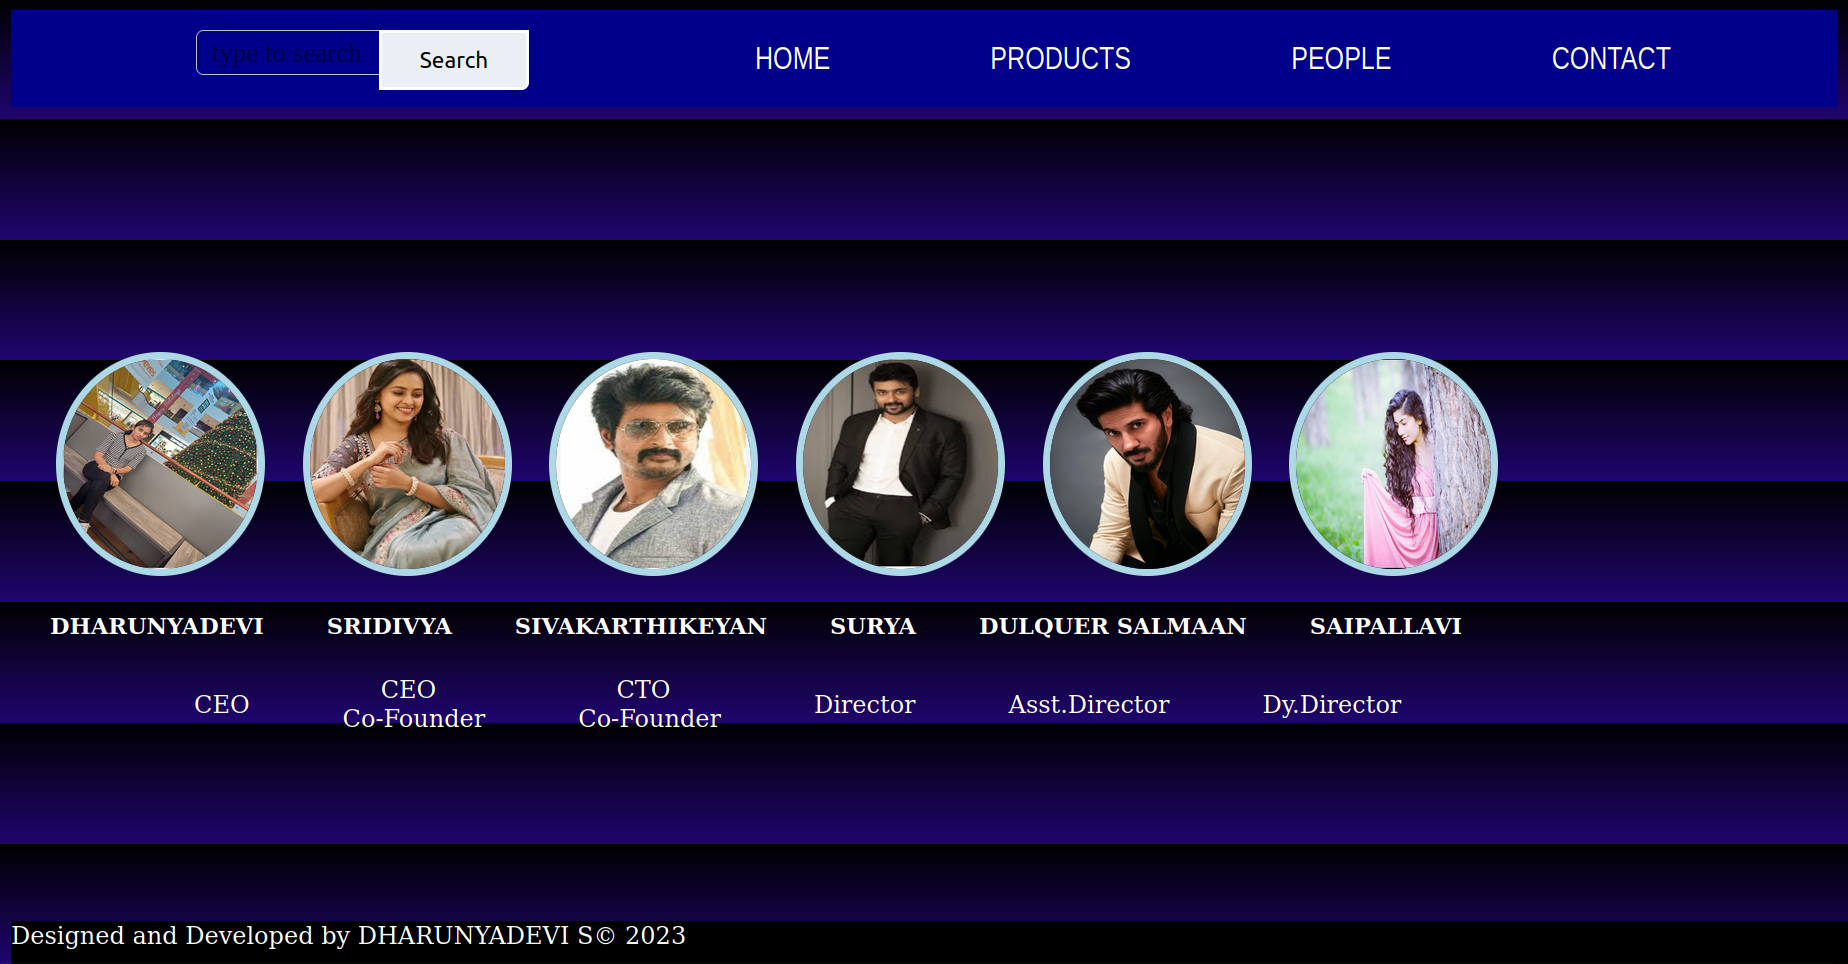 type to search Search HOME PRODUCTS PEOPLE CONTACT
DHARUNYADEVI SRIDIVYA SIVAKARTHIKEYAN SURYA DULQUER SALMAAN SAIPALLAVI
CEO CEO CTO Director Asst.Director Dy.Director
Co-Founder Co-Founder
Designed and Developed by DHARUNYADEVI S© 2023